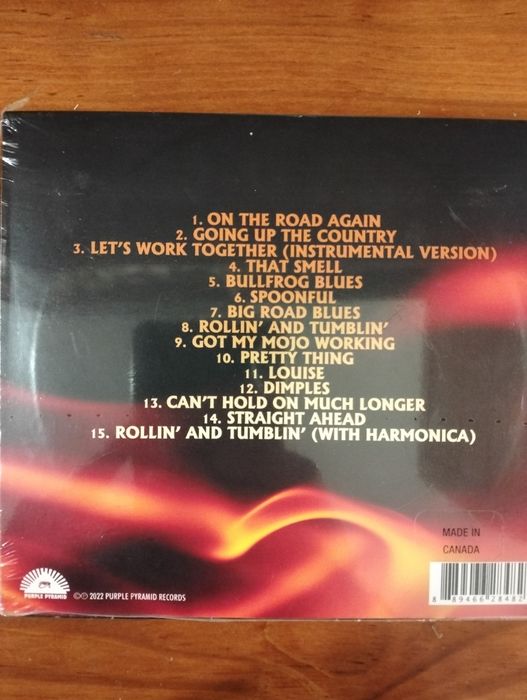 1. ON THE ROAD AGAIN
2. GOING UP THE COUNTRY
3. LET'S WORK TOGETHER (INSTRUMENTAL VERSION)
4. THAT SMELL
5. BULLFROG BLUES
6. SPOONFUL
7. BIG ROAD BLUES
8. ROLLIN' AND TUMBLIN'
9. GOT MY MOJO WORKING
10. PRETTY THING
11. LOUISE
12. DIMPLES
13. CAN'T HOLD ON MUCH LONGER
14. STRAIGHT AHEAD
15. ROLLIN' AND TUMBLIN' (WITH HARMONICA)
MADE IN
CANADA
PURPLE PYRAMID
©℗ 2022 PURPLE PYRAMID RECORDS
8 89466 28482